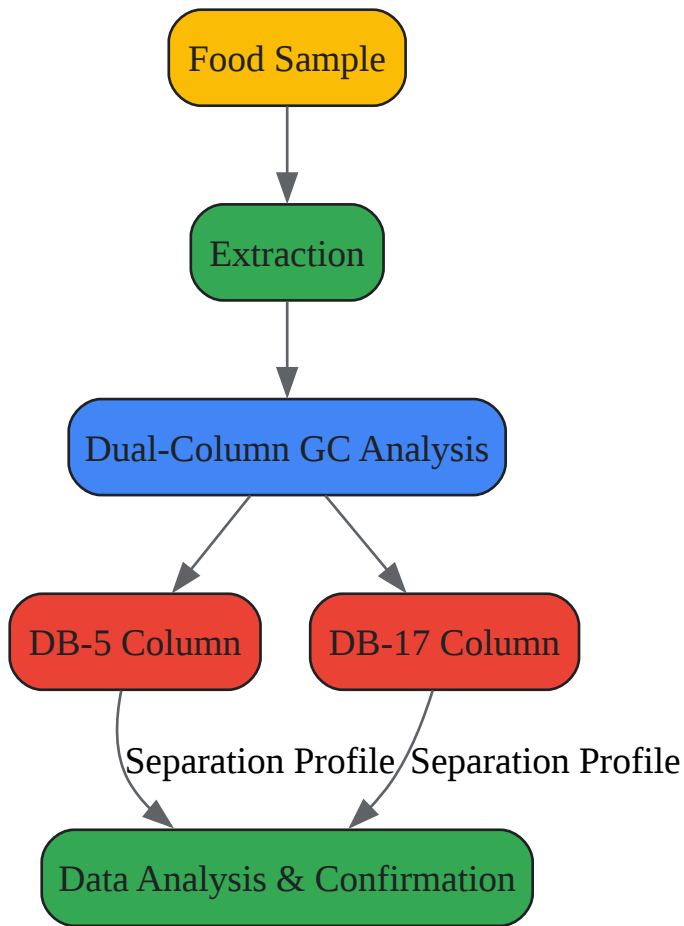 Food Sample
Extraction
Dual-Column GC Analysis
DB-5 Column
DB-17 Column
Separation Profile
Separation Profile
Data Analysis & Confirmation